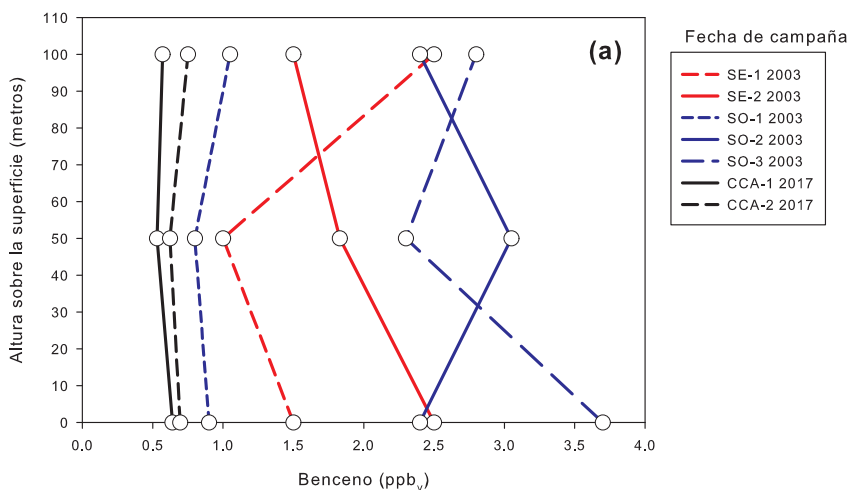 110
100
90
80
70
60
50
40
30
20
10
0
Altura sobre la superficie (metros)
(a)
0.0 0.5 1.0 1.5 2.0 2.5 3.0 3.5 4.0
Benceno (ppbv)
Fecha de campaña
SE-1 2003
SE-2 2003
SO-1 2003
SO-2 2003
SO-3 2003
CCA-1 2017
CCA-2 2017